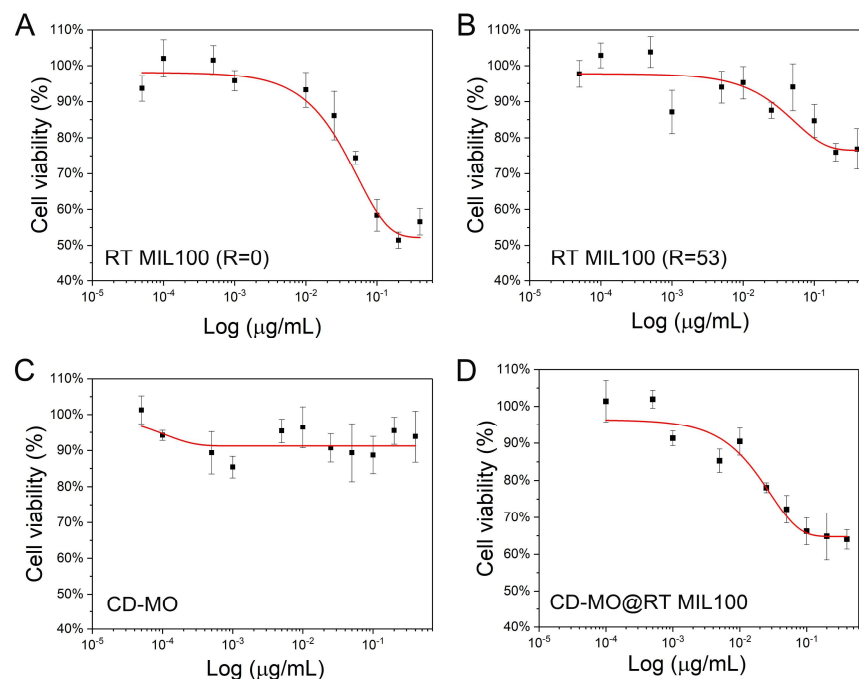 A
110%
100%
90%
80%
70%
60%
50%
40%
Cell viability (%)
RT MIL100 (R=0)
10⁻⁵ 10⁻⁴ 10⁻³ 10⁻² 10⁻¹
Log (μg/mL)
B
110%
100%
90%
80%
70%
60%
50%
40%
Cell viability (%)
RT MIL100 (R=53)
10⁻⁵ 10⁻⁴ 10⁻³ 10⁻² 10⁻¹
Log (μg/mL)
C
110%
100%
90%
80%
70%
60%
50%
40%
Cell viability (%)
CD-MO
10⁻⁵ 10⁻⁴ 10⁻³ 10⁻² 10⁻¹
Log (μg/mL)
D
110%
100%
90%
80%
70%
60%
50%
40%
Cell viability (%)
CD-MO@RT MIL100
10⁻⁵ 10⁻⁴ 10⁻³ 10⁻² 10⁻¹
Log (μg/mL)